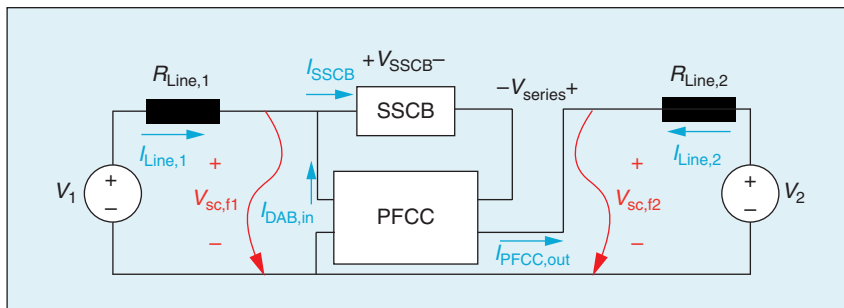 R_Line,1
I_SSCB
+V_SSCB−
SSCB
−V_series+
R_Line,2
I_Line,1
I_Line,2
V_1
+
−
+
V_sc,f1
−
I_DAB,in
PFCC
I_PFCC,out
+
V_sc,f2
−
+
−
V_2